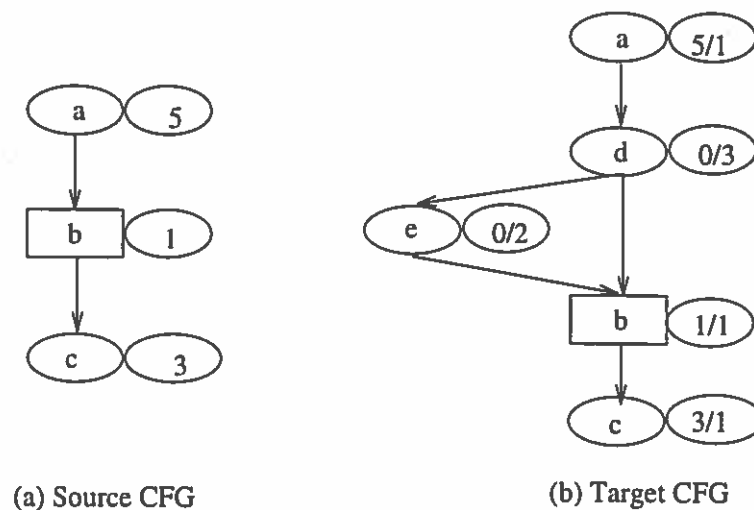 a 5/1
a 5
d 0/3
b 1
e 0/2
b 1/1
c 3
c 3/1
(a) Source CFG
(b) Target CFG